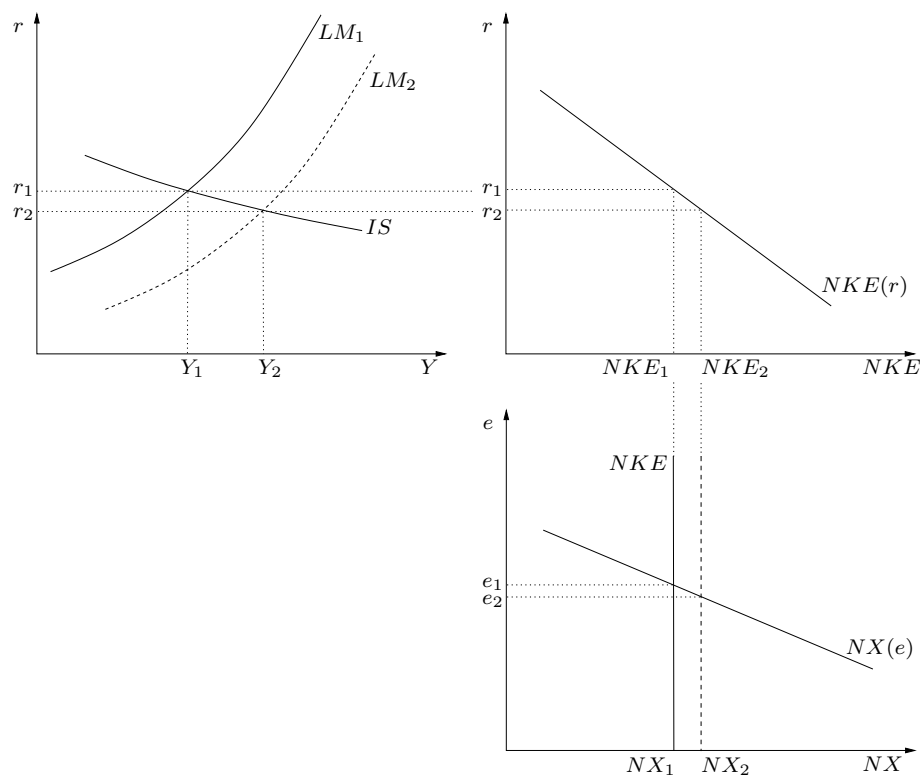 r
LM₁
LM₂
r₁
r₂
IS
Y₁
Y₂
Y
r
r₁
r₂
NKE(r)
NKE₁
NKE₂
NKE
e
NKE
e₁
e₂
NX(e)
NX₁
NX₂
NX